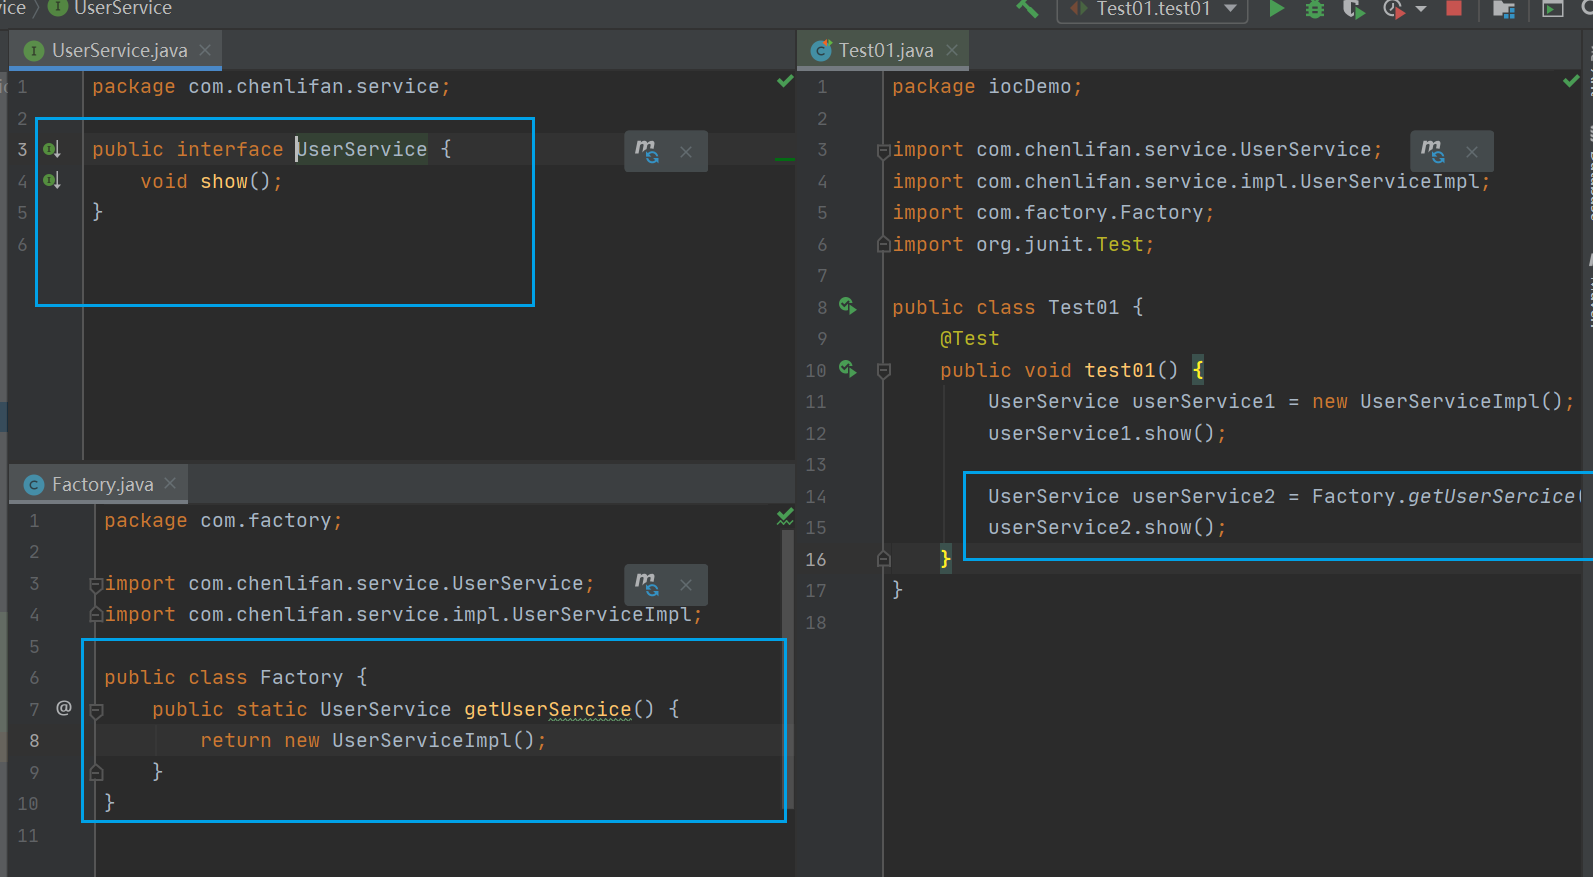 ice 〉 UserService
Test01.test01
UserService.java
1 package com.chenlifan.service;
2
3 public interface UserService {
4 void show();
5 }
6
Factory.java
1 package com.factory;
2
3 import com.chenlifan.service.UserService;
4 import com.chenlifan.service.impl.UserServiceImpl;
5
6 public class Factory {
7 @ public static UserService getUserSercice() {
8 return new UserServiceImpl();
9 }
10 }
11
Test01.java
1 package iocDemo;
2
3 import com.chenlifan.service.UserService;
4 import com.chenlifan.service.impl.UserServiceImpl;
5 import com.factory.Factory;
6 import org.junit.Test;
7
8 public class Test01 {
9 @Test
10 public void test01() {
11 UserService userService1 = new UserServiceImpl();
12 userService1.show();
13
14 UserService userService2 = Factory.getUserSercice(
15 userService2.show();
16 }
17 }
18